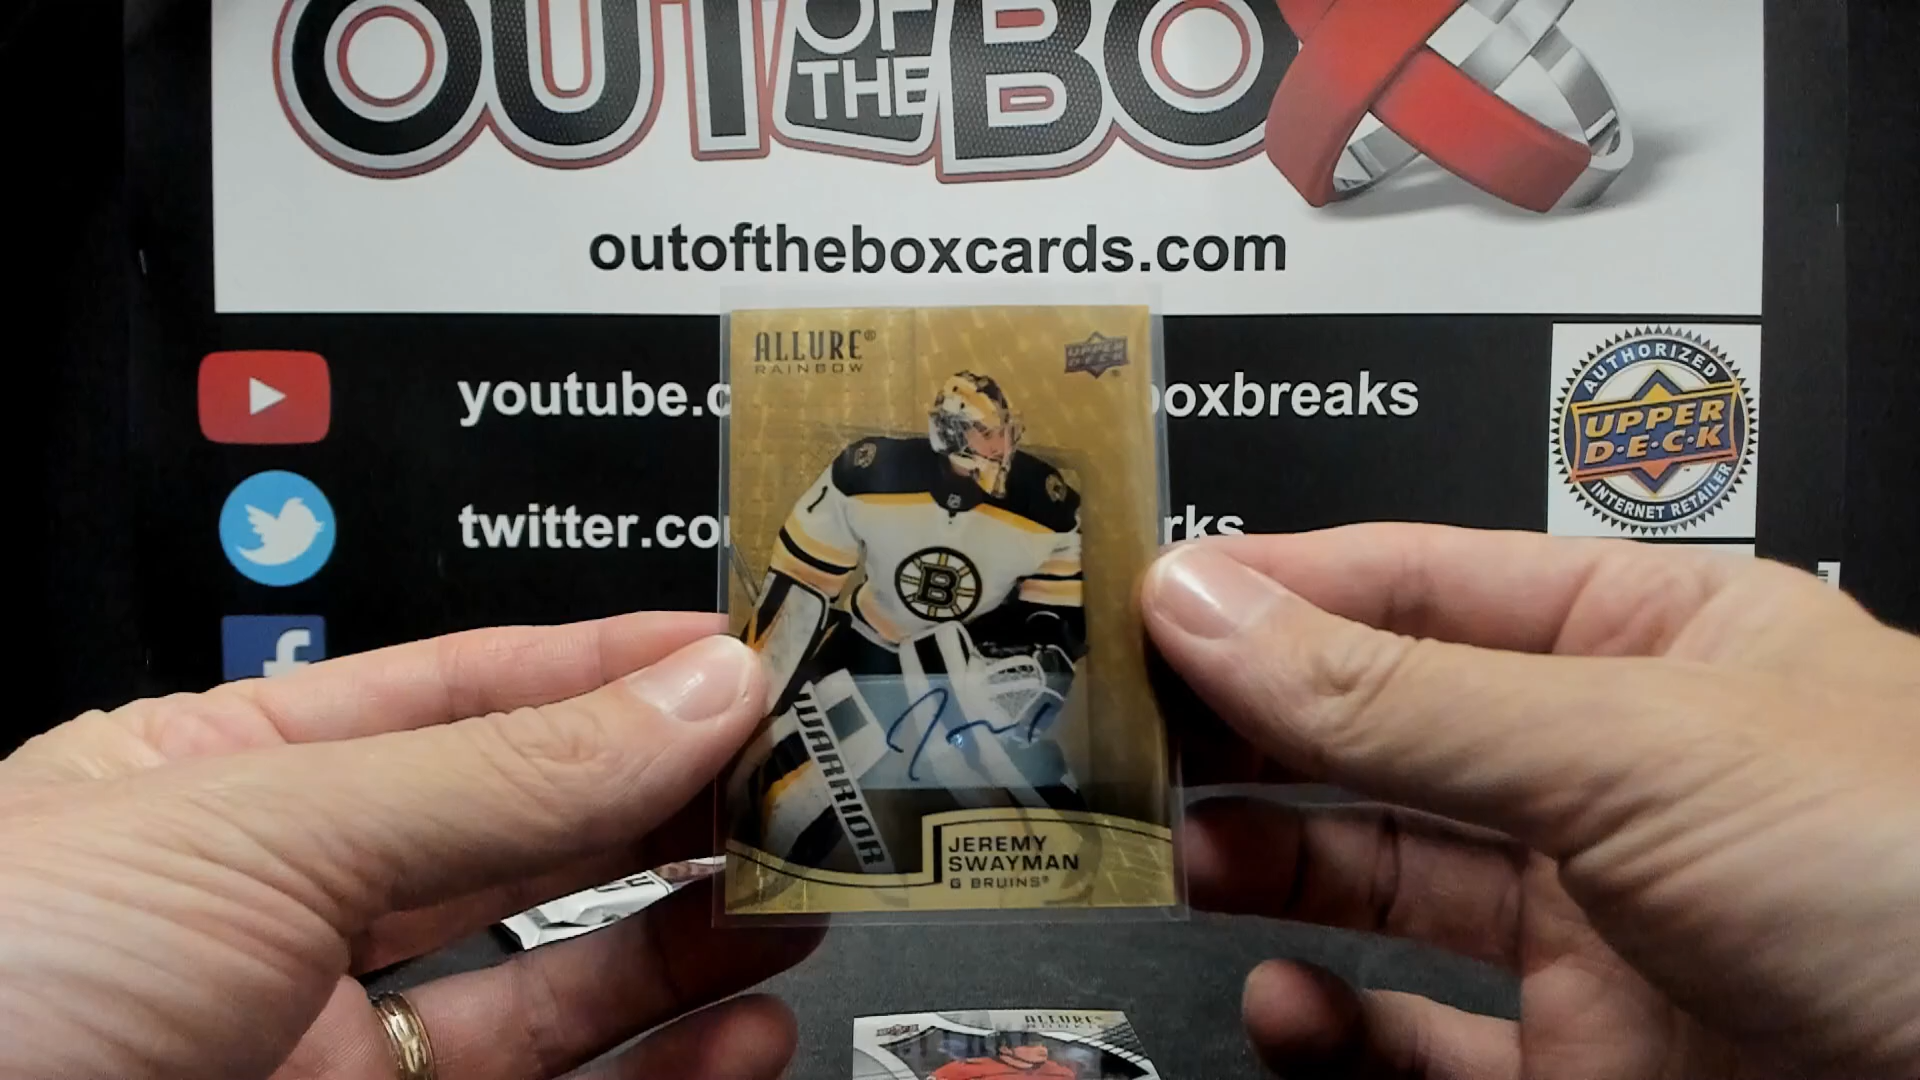 OUT OF THE BOX
outoftheboxcards.com
youtube.c
oxbreaks
twitter.co
rks
AUTHORIZED
UPPER
D·E·C·K
INTERNET RETAILER
ALLURE®
RAINBOW
UPPER
DECK
1
B
WARRIOR
JEREMY
SWAYMAN
G BRUINS®
ALLURE